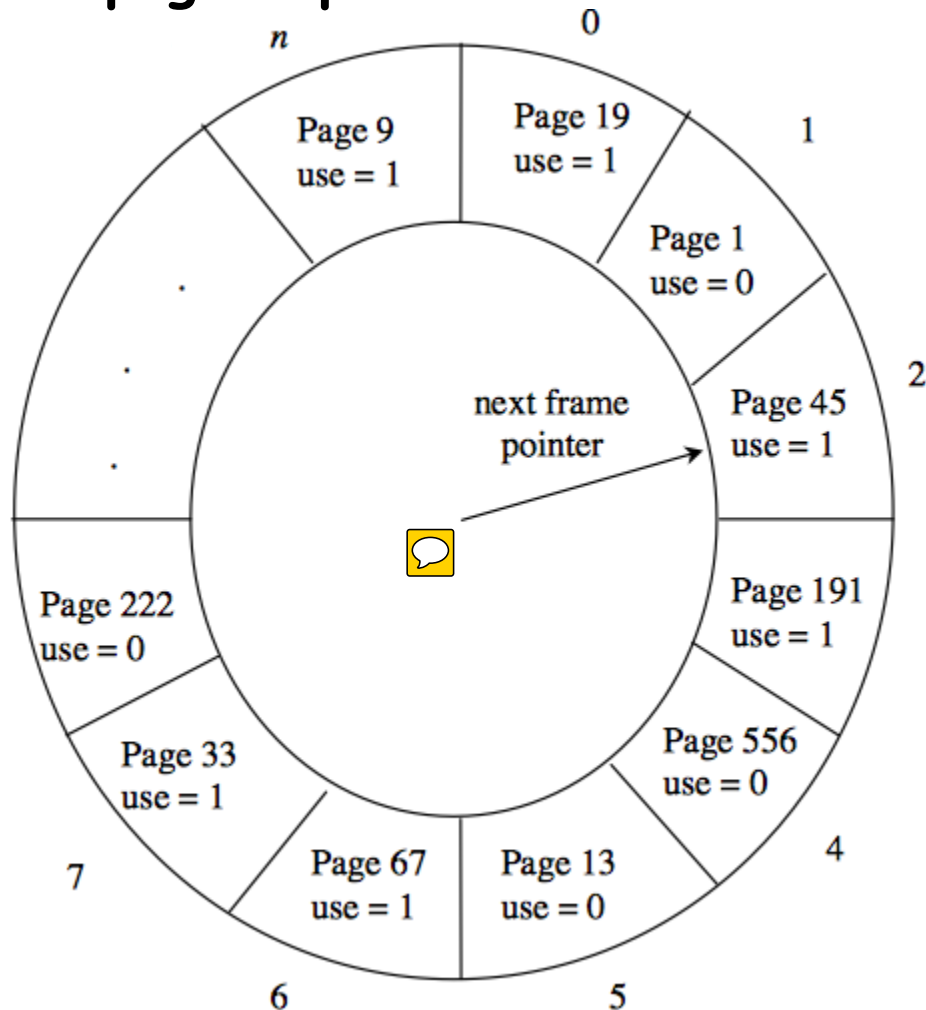 n
0
Page 9
use = 1
Page 19
use = 1
1
Page 1
use = 0
2
next frame
pointer
Page 45
use = 1
Page 222
use = 0
Page 191
use = 1
Page 33
use = 1
Page 556
use = 0
7
4
Page 67
use = 1
Page 13
use = 0
6
5